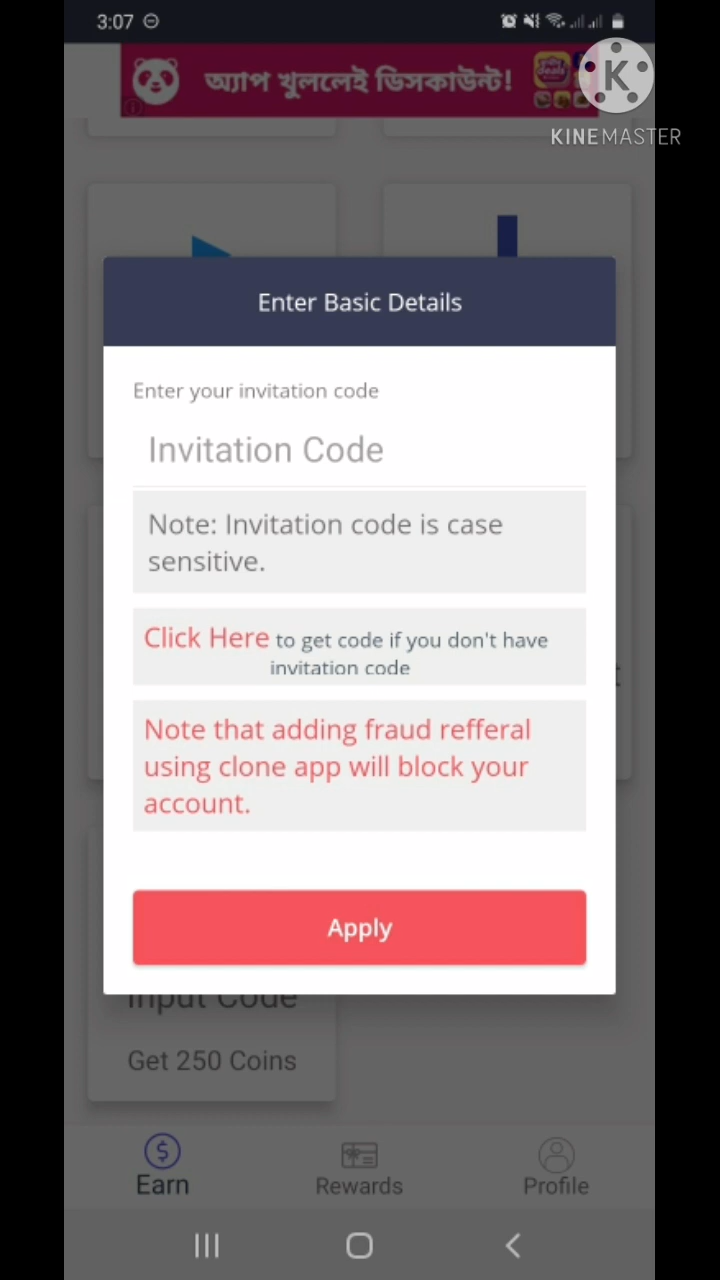 3:07
অ্যাপ খুললেই ডিসকাউন্ট!
K
KINEMASTER
Enter Basic Details
Enter your invitation code
Invitation Code
Note: Invitation code is case
sensitive.
Click Here to get code if you don't have
invitation code
Note that adding fraud refferal
using clone app will block your
account.
Apply
Input Code
Get 250 Coins
Earn
Rewards
Profile